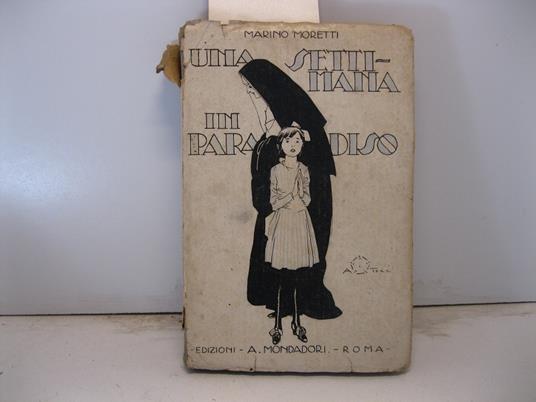 MARINO MORETTI
UNA SETTI-
MANA
IN
PARA DISO
-EDIZIONI - A. MONDADORI. - ROMA-